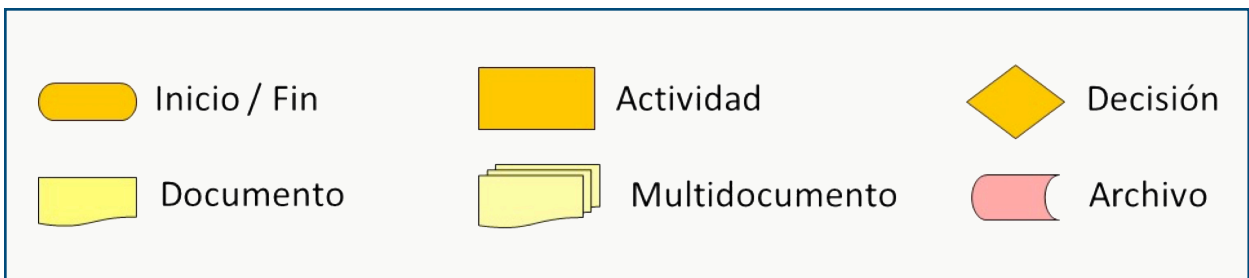 Inicio / Fin
Actividad
Decisión
Documento
Multidocumento
Archivo